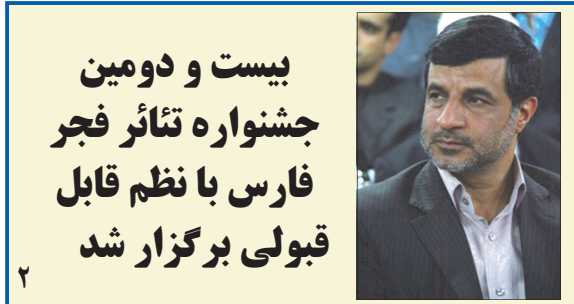 بیست و دومین
جشنواره تئاتر فجر
فارس با نظم قابل
قبولی برگزار شد
۲